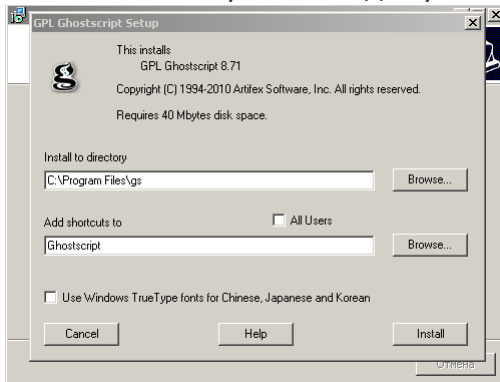 GPL Ghostscript Setup
This installs
GPL Ghostscript 8.71
Copyright (C) 1994-2010 Artifex Software, Inc. All rights reserved.
Requires 40 Mbytes disk space.
Install to directory
C:\Program Files\gs
Browse...
Add shortcuts to
All Users
Ghostscript
Browse...
Use Windows TrueType fonts for Chinese, Japanese and Korean
Cancel
Help
Install
Отмена